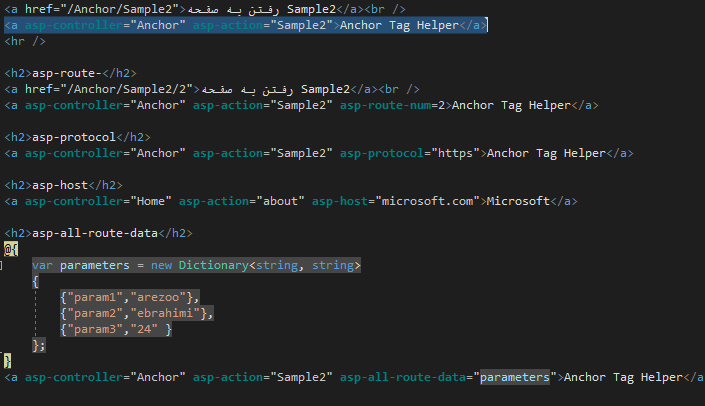 <a href="/Anchor/Sample2">رفتن به صفحة Sample2</a><br />
<a asp-controller="Anchor" asp-action="Sample2">Anchor Tag Helper</a>
<hr />
<h2>asp-route-</h2>
<a href="/Anchor/Sample2/2">رفتن به صفحة Sample2</a><br />
<a asp-controller="Anchor" asp-action="Sample2" asp-route-num=2>Anchor Tag Helper</a>
<h2>asp-protocol</h2>
<a asp-controller="Anchor" asp-action="Sample2" asp-protocol="https">Anchor Tag Helper</a>
<h2>asp-host</h2>
<a asp-controller="Home" asp-action="about" asp-host="microsoft.com">Microsoft</a>
<h2>asp-all-route-data</h2>
@{
var parameters = new Dictionary<string, string>
{
{"param1","arezoo"},
{"param2","ebrahimi"},
{"param3","24" }
};
}
<a asp-controller="Anchor" asp-action="Sample2" asp-all-route-data="parameters">Anchor Tag Helper</a